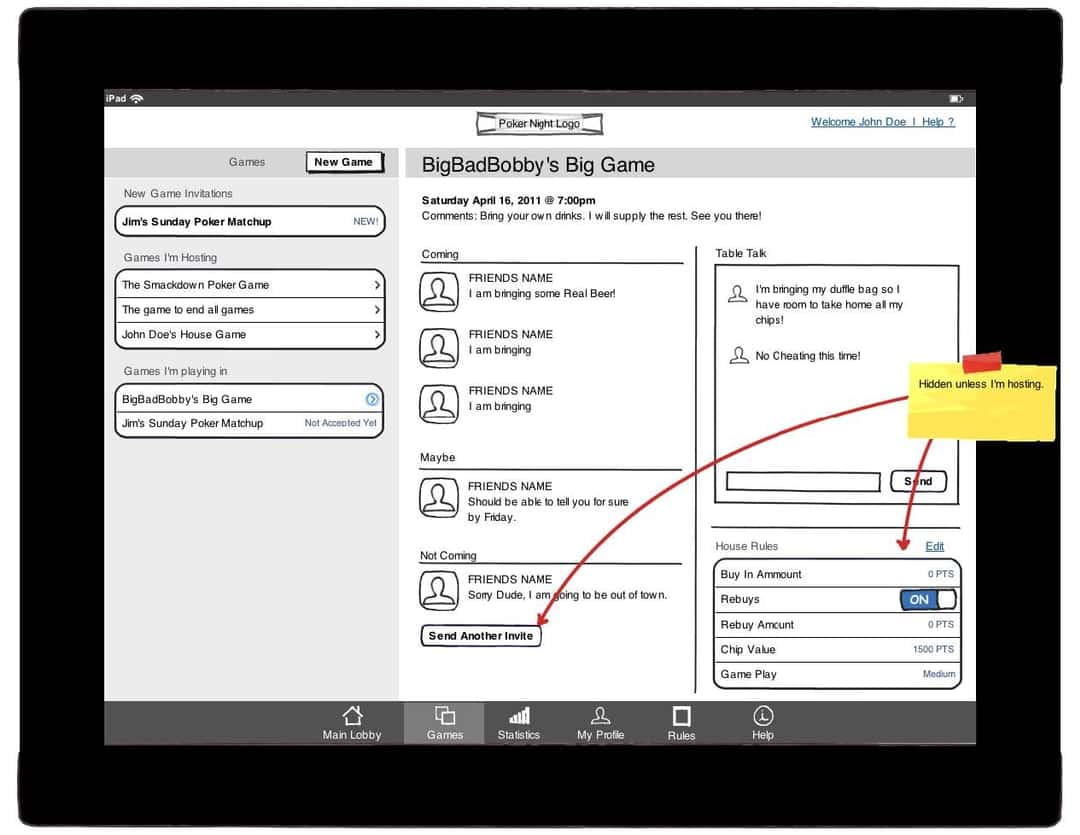 iPad
Poker Night Logo
Welcome John Doe | Help ?
Games
New Game
New Game Invitations
Jim's Sunday Poker Matchup NEW!
Games I'm Hosting
The Smackdown Poker Game
The game to end all games
John Doe's House Game
Games I'm playing in
BigBadBobby's Big Game
Jim's Sunday Poker Matchup Not Accepted Yet
BigBadBobby's Big Game
Saturday April 16, 2011 @ 7:00pm
Comments: Bring your own drinks. I will supply the rest. See you there!
Coming
FRIENDS NAME
I am bringing some Real Beer!
FRIENDS NAME
I am bringing
FRIENDS NAME
I am bringing
Maybe
FRIENDS NAME
Should be able to tell you for sure
by Friday.
Not Coming
FRIENDS NAME
Sorry Dude, I am going to be out of town.
Send Another Invite
Table Talk
I'm bringing my duffle bag so I
have room to take home all my
chips!
No Cheating this time!
Hidden unless I'm hosting.
Send
House Rules Edit
Buy In Ammount 0 PTS
Rebuys ON
Rebuy Amount 0 PTS
Chip Value 1500 PTS
Game Play Medium
Main Lobby
Games
Statistics
My Profile
Rules
Help